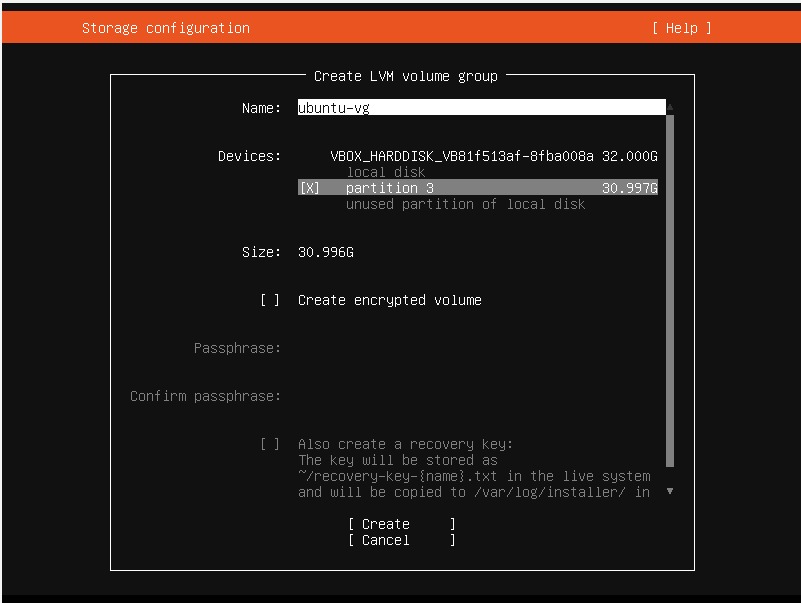 Storage configuration [ Help ]
Create LVM volume group
Name: ubuntu-vg
Devices: VBOX_HARDDISK_VB81f513af-8fba008a 32.000G
local disk
[X] partition 3 30.997G
unused partition of local disk
Size: 30.996G
[ ] Create encrypted volume
Passphrase:
Confirm passphrase:
[ ] Also create a recovery key:
The key will be stored as
~/recovery-key-{name}.txt in the live system
and will be copied to /var/log/installer/ in
[ Create ]
[ Cancel ]